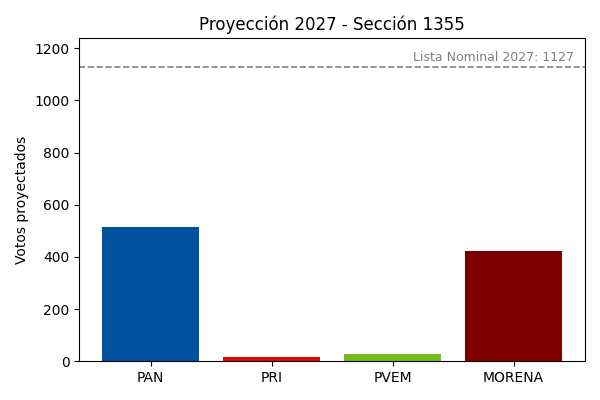 Proyección 2027 - Sección 1355
Lista Nominal 2027: 1127
Votos proyectados
1200
1000
800
600
400
200
0
PAN PRI PVEM MORENA